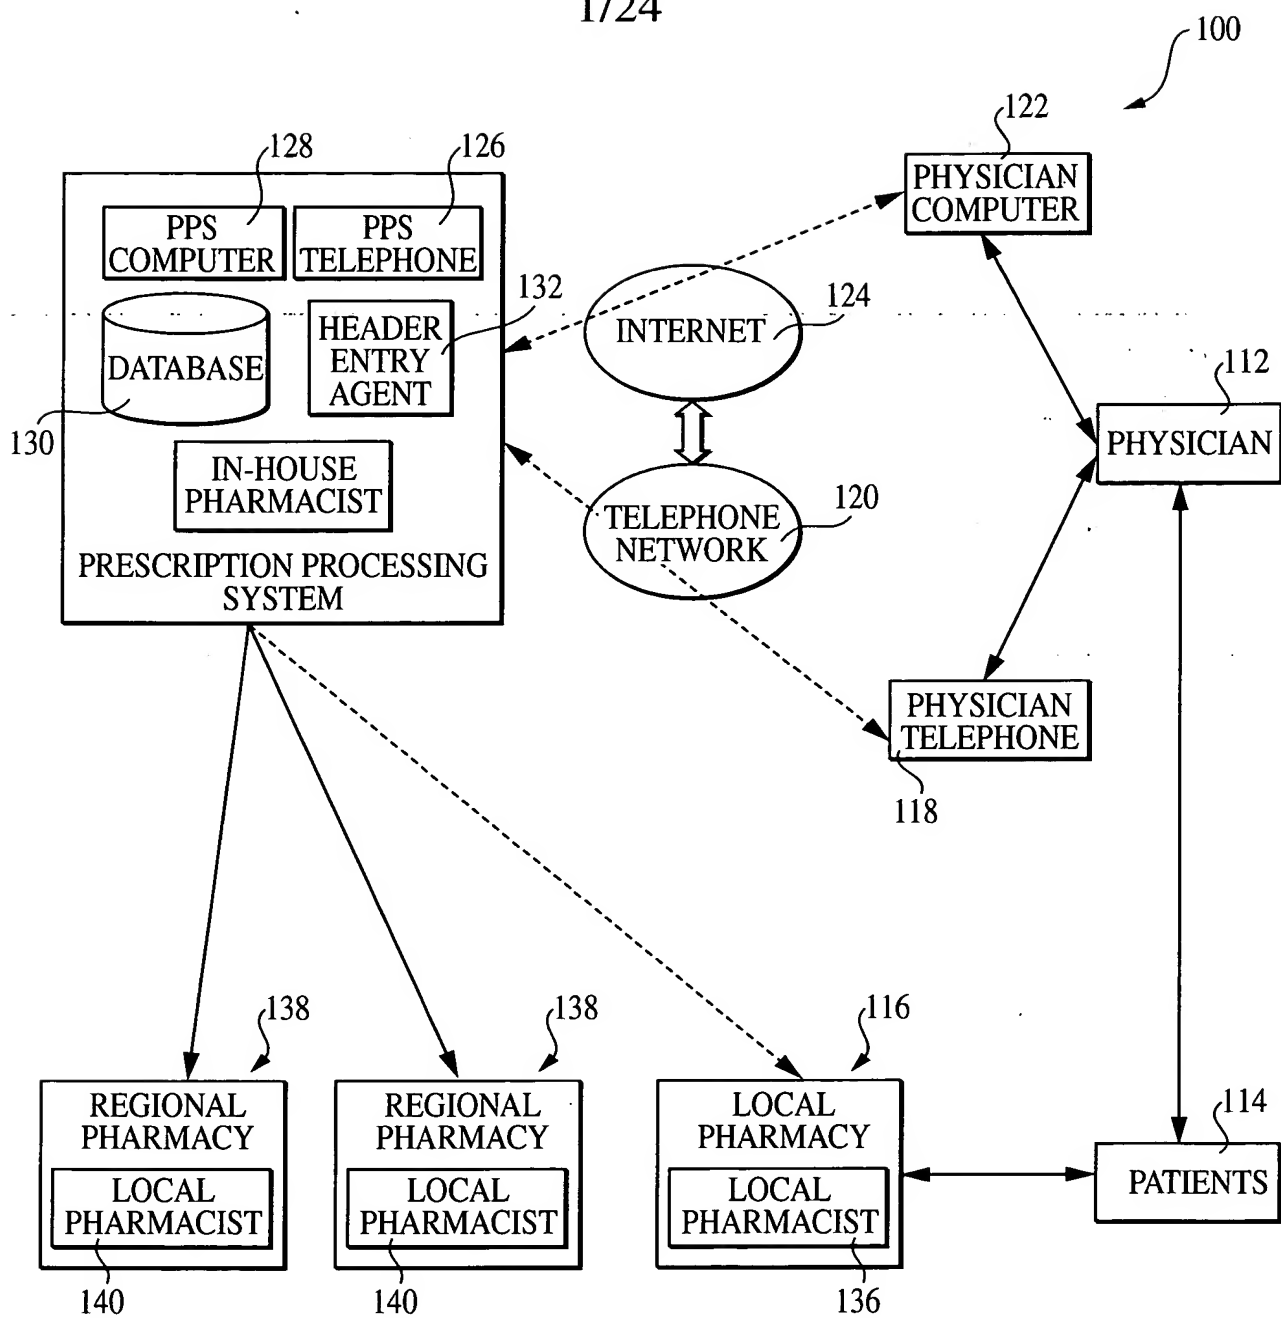 1/24
100
122
128
126
PHYSICIAN
COMPUTER
PPS
COMPUTER
PPS
TELEPHONE
132
124
HEADER
ENTRY
AGENT
INTERNET
DATABASE
112
130
PHYSICIAN
IN-HOUSE
PHARMACIST
TELEPHONE
NETWORK
120
PRESCRIPTION PROCESSING
SYSTEM
PHYSICIAN
TELEPHONE
118
138
138
116
REGIONAL
PHARMACY
REGIONAL
PHARMACY
LOCAL
PHARMACY
114
LOCAL
PHARMACIST
LOCAL
PHARMACIST
LOCAL
PHARMACIST
PATIENTS
140
140
136